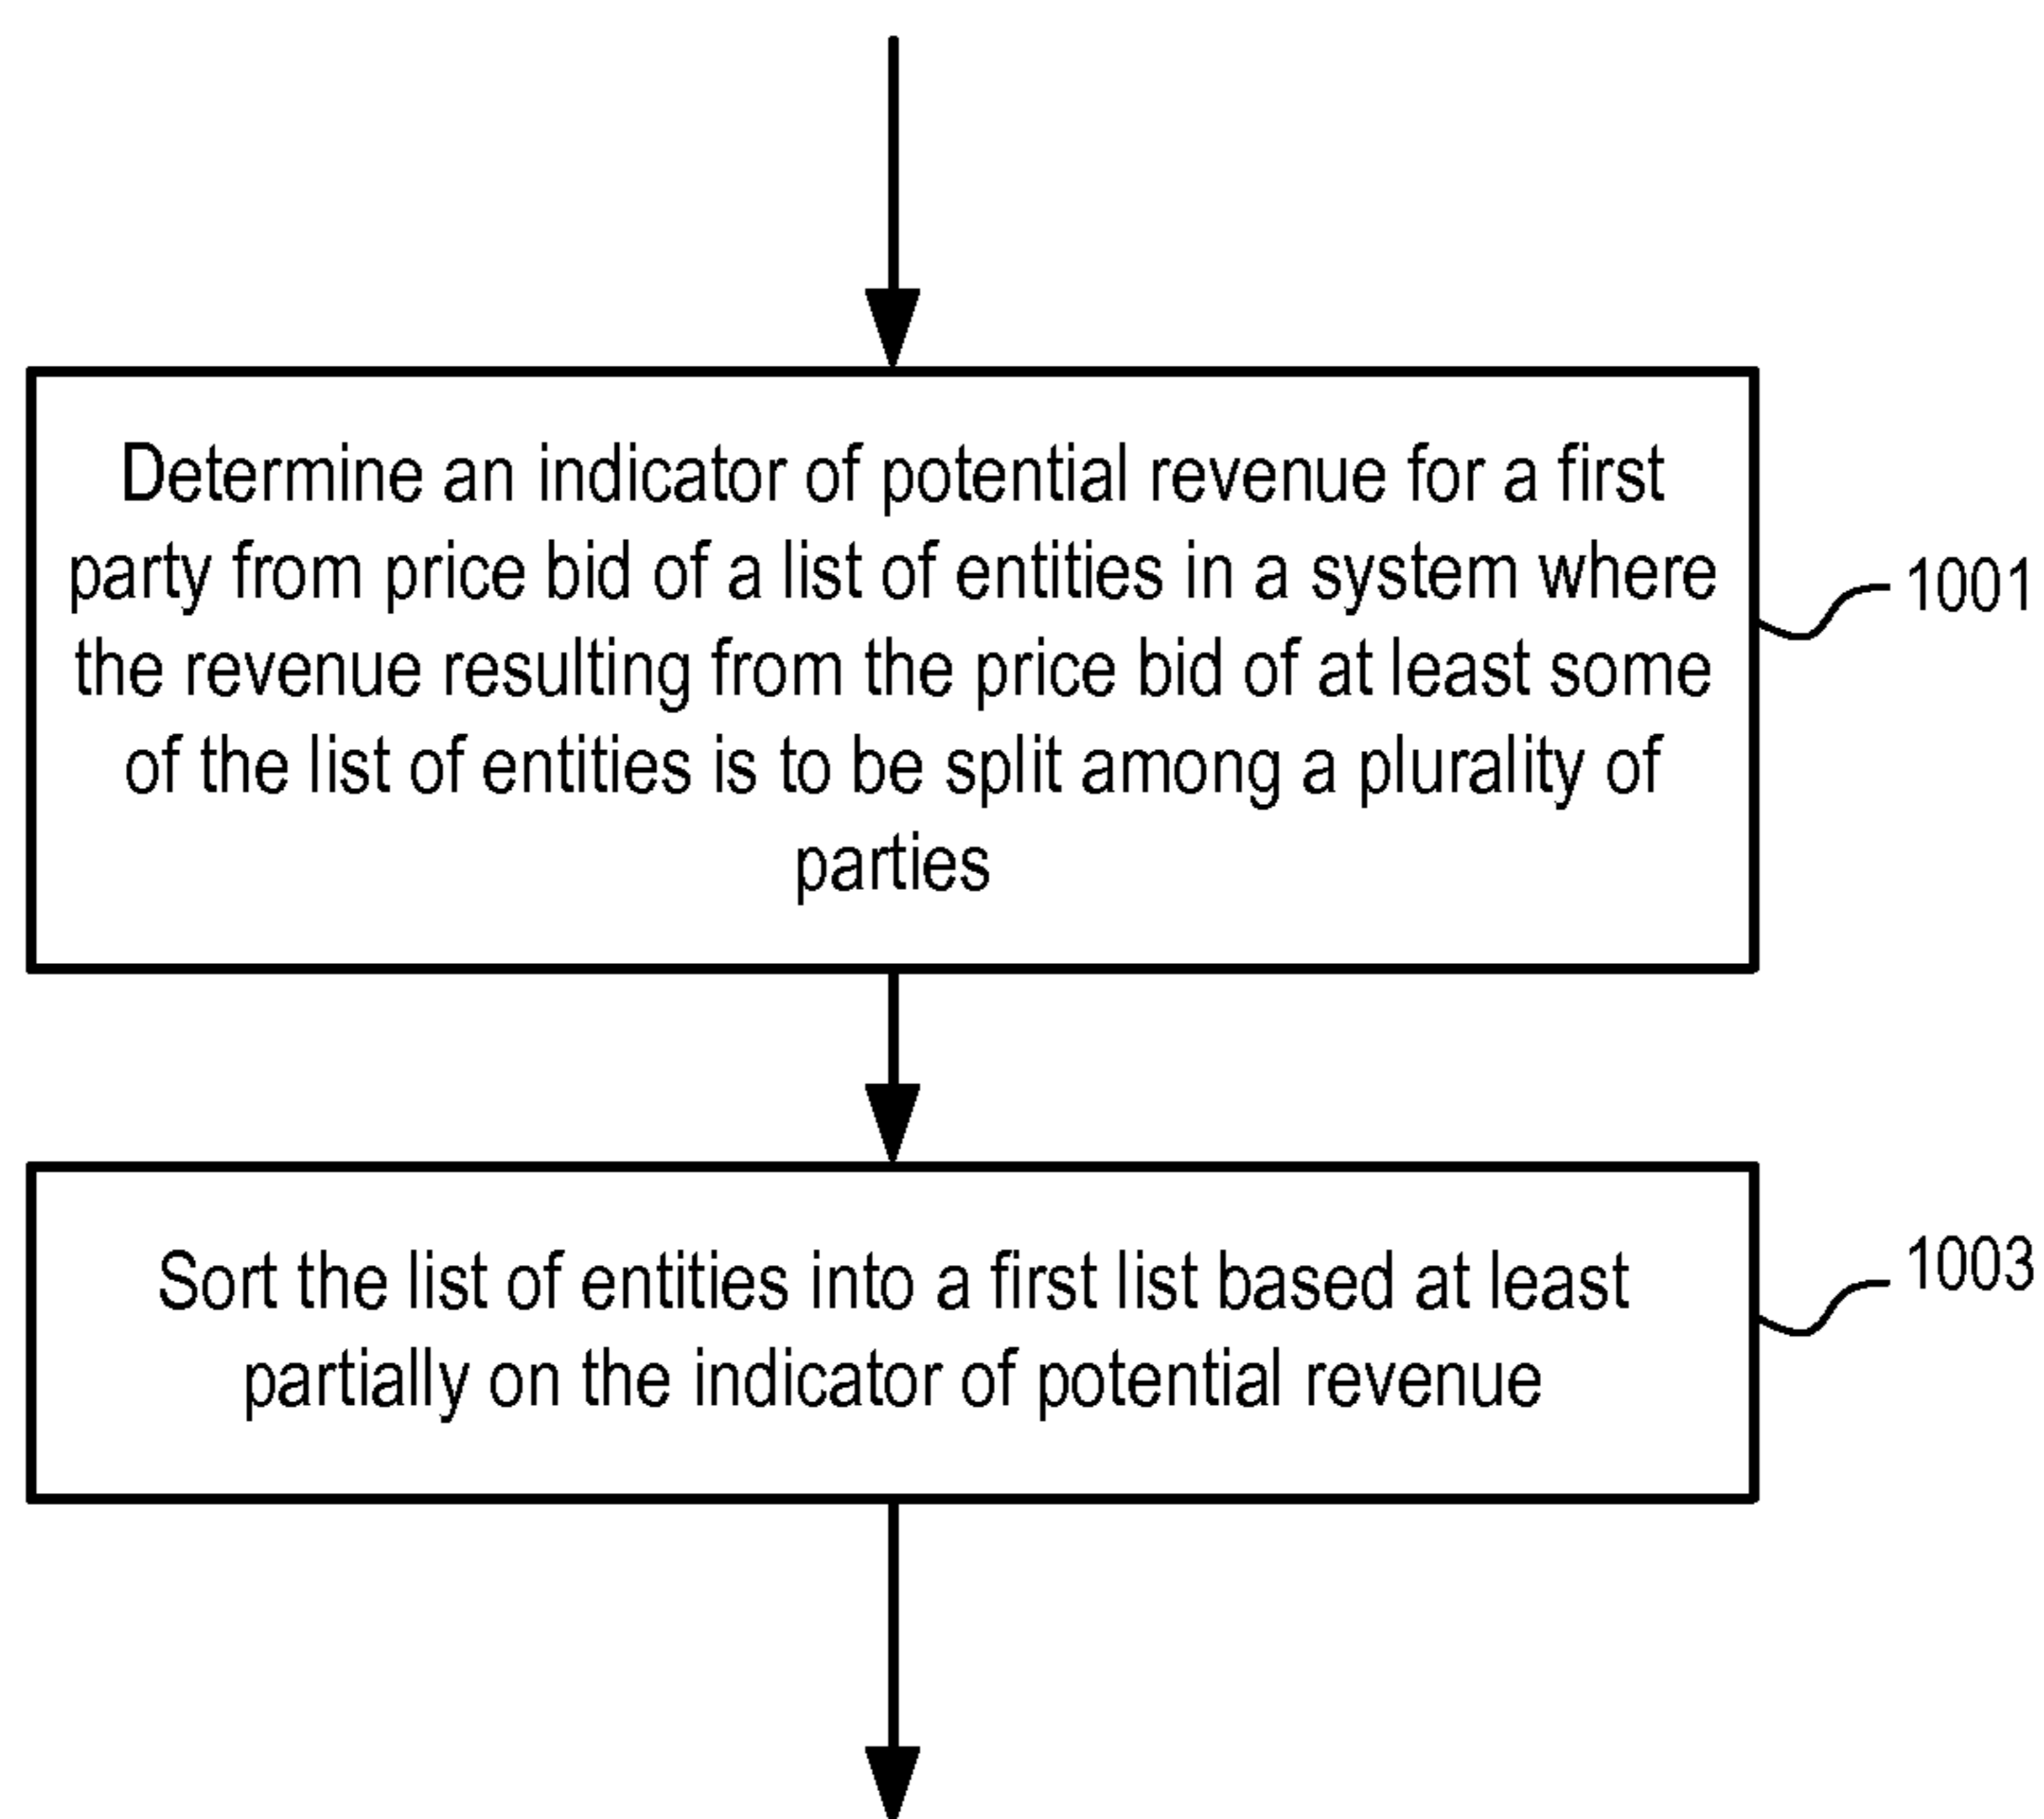 Determine an indicator of potential revenue for a first
party from price bid of a list of entities in a system where
the revenue resulting from the price bid of at least some
of the list of entities is to be split among a plurality of
parties
1001
Sort the list of entities into a first list based at least
partially on the indicator of potential revenue
1003